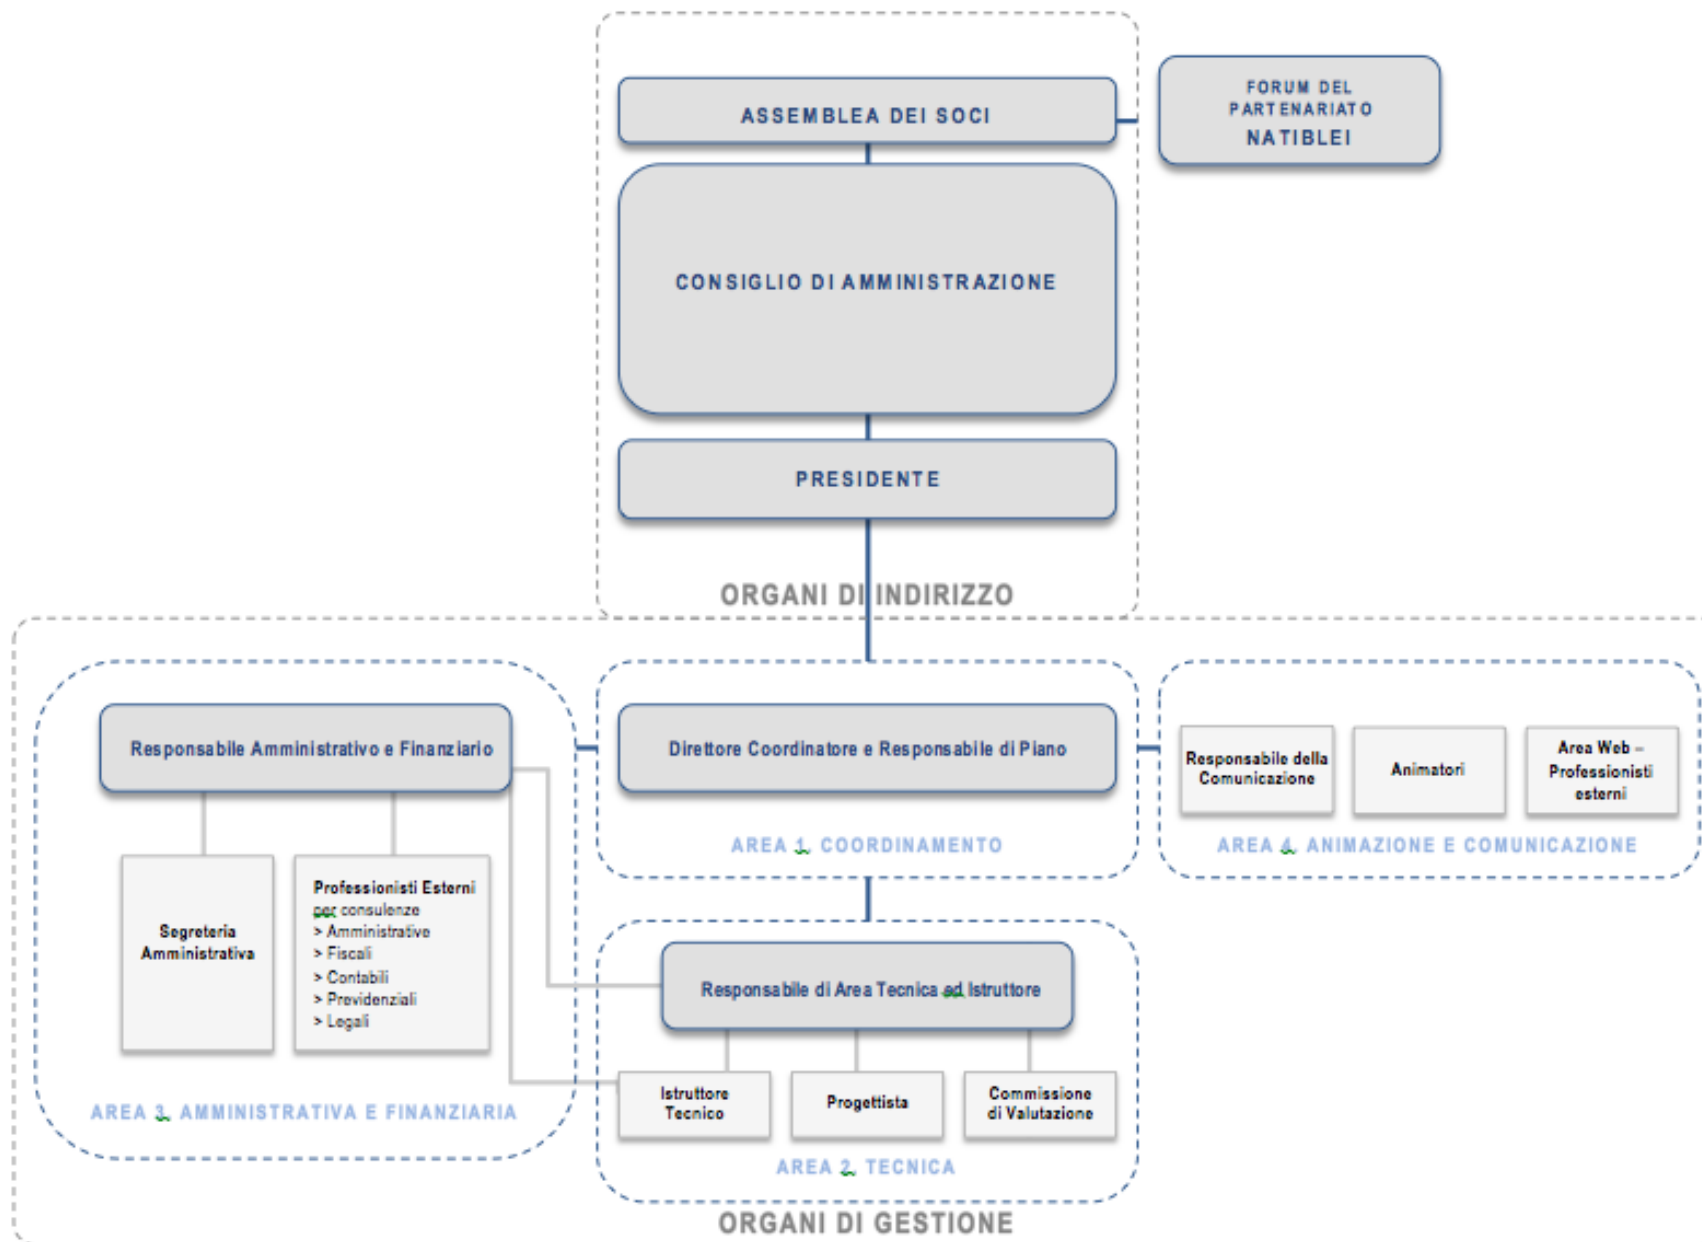 ASSEMBLEA DEI SOCI
FORUM DEL
PARTENARIATO
NATIBLEI
CONSIGLIO DI AMMINISTRAZIONE
PRESIDENTE
ORGANI DI INDIRIZZO
Responsabile Amministrativo e Finanziario
Segreteria
Amministrativa
Professionisti Esterni
per consulenze
> Amministrative
> Fiscali
> Contabili
> Previdenziali
> Legali
AREA 3. AMMINISTRATIVA E FINANZIARIA
Direttore Coordinatore e Responsabile di Piano
AREA 1. COORDINAMENTO
Responsabile della
Comunicazione
Animatori
Area Web –
Professionisti
esterni
AREA 4. ANIMAZIONE E COMUNICAZIONE
Responsabile di Area Tecnica ed Istruttore
Istruttore
Tecnico
Progettista
Commissione
di Valutazione
AREA 2. TECNICA
ORGANI DI GESTIONE